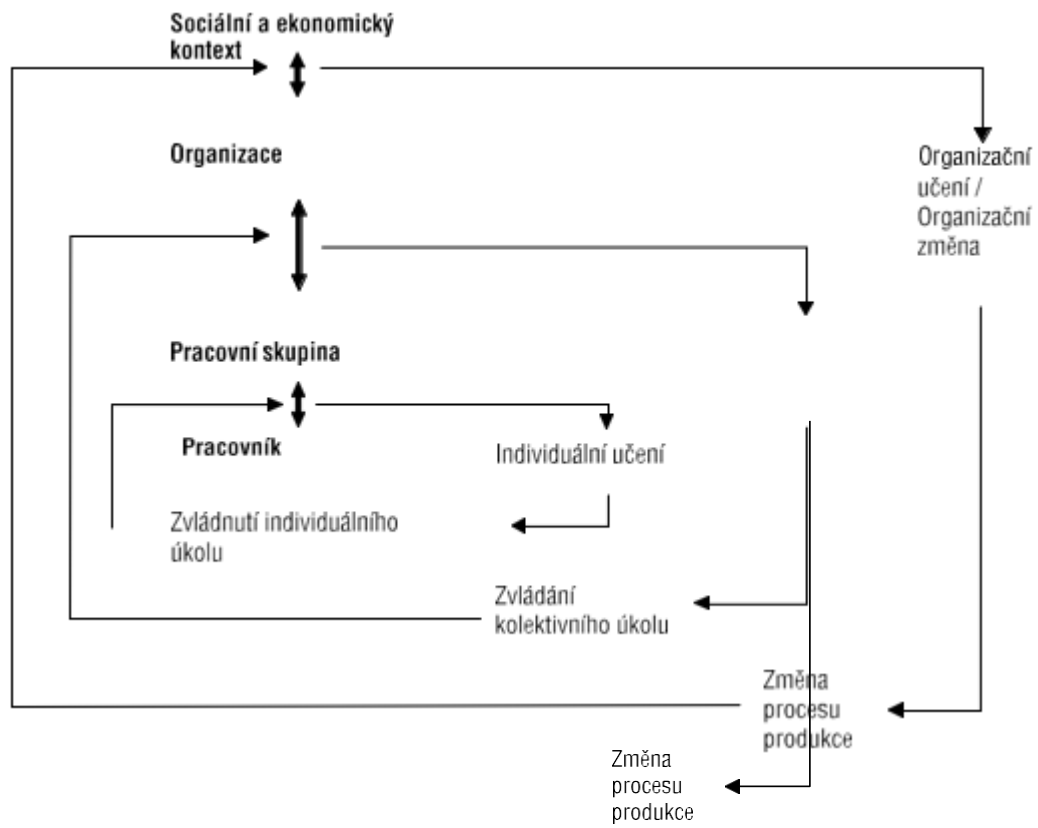 Sociální a ekonomický
kontext
Organizace
Organizační
učení /
Organizační
změna
Pracovní skupina
Pracovník
Individuální učení
Zvládnutí individuálního
úkolu
Zvládání
kolektivního úkolu
Změna
procesu
produkce
Změna
procesu
produkce